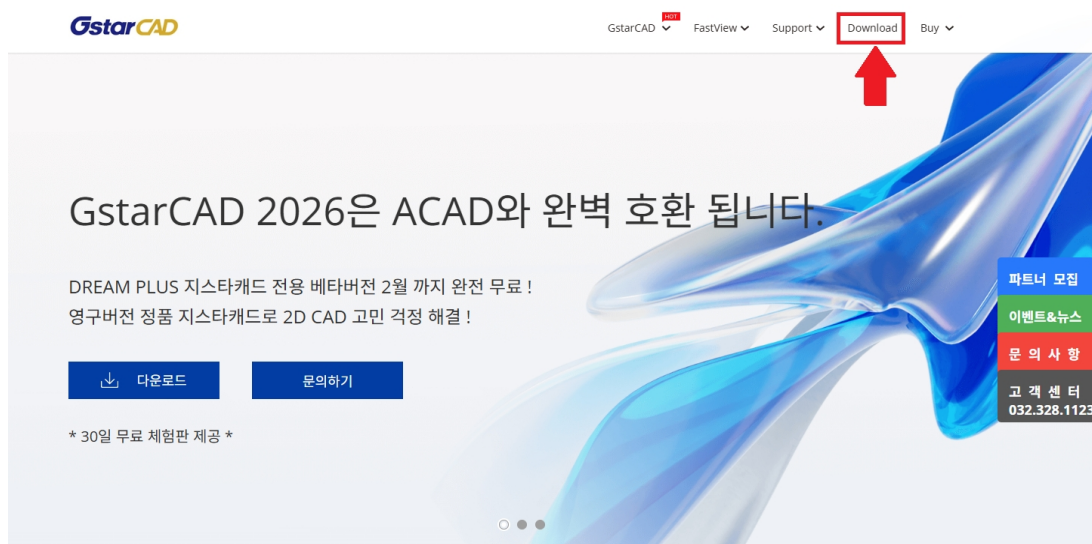 GstarCAD
HOT
GstarCAD FastView Support Download Buy
GstarCAD 2026은 ACAD와 완벽 호환 됩니다.
DREAM PLUS 지스타캐드 전용 베타버전 2월 까지 완전 무료 !
영구버전 정품 지스타캐드로 2D CAD 고민 걱정 해결 !
다운로드 문의하기
* 30일 무료 체험판 제공 *
파트너 모집
이벤트&뉴스
문 의 사 항
고 객 센 터
032.328.1123